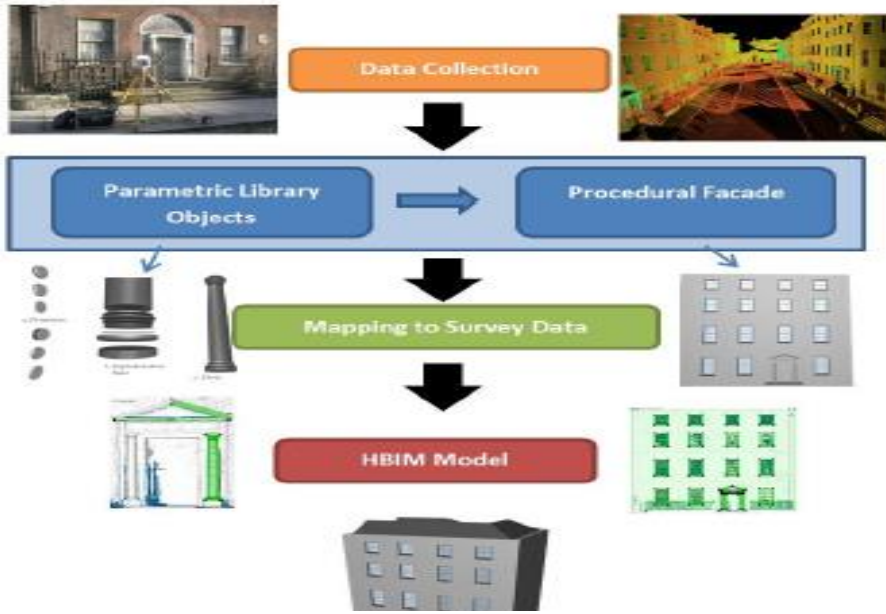 Data Collection
Parametric Library
Objects
Procedural Facade
Mapping to Survey Data
HBIM Model